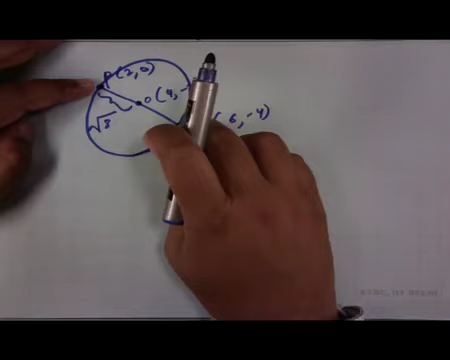 P(2,0)
O(4,-
(6,-4)
√8